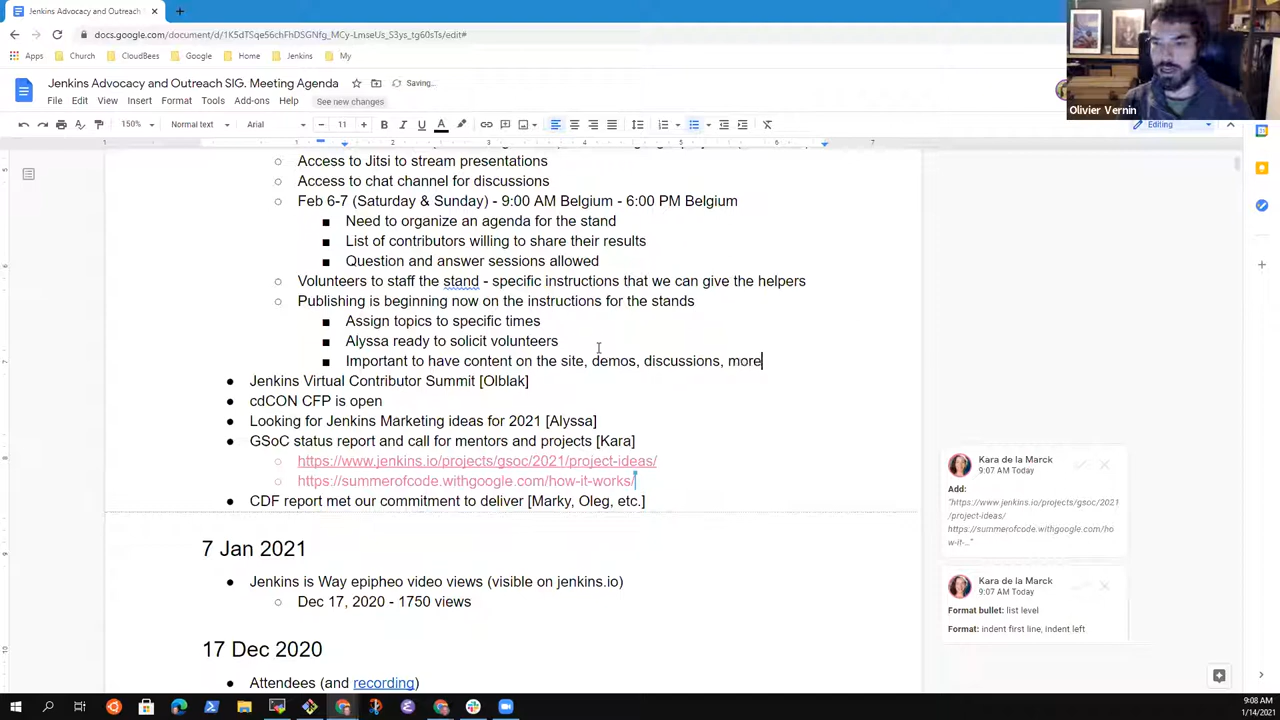 Jenkins Advocacy and Outreach
docs.google.com/document/d/1K5dTSqe56chFhDSGNfg_MCy-LmseUs_S3ys_tg60sTs/edit#
Apps Church CloudBees Google Home Jenkins My
Jenkins Advocacy and Outreach SIG. Meeting Agenda Saving...
File Edit View Insert Format Tools Add-ons Help See new changes
Olivier Vernin
150% Normal text Arial 11 Editing
Access to Jitsi to stream presentations
Access to chat channel for discussions
Feb 6-7 (Saturday & Sunday) - 9:00 AM Belgium - 6:00 PM Belgium
Need to organize an agenda for the stand
List of contributors willing to share their results
Question and answer sessions allowed
Volunteers to staff the stand - specific instructions that we can give the helpers
Publishing is beginning now on the instructions for the stands
Assign topics to specific times
Alyssa ready to solicit volunteers
Important to have content on the site, demos, discussions, more
Jenkins Virtual Contributor Summit [Olblak]
cdCON CFP is open
Looking for Jenkins Marketing ideas for 2021 [Alyssa]
GSoC status report and call for mentors and projects [Kara]
https://www.jenkins.io/projects/gsoc/2021/project-ideas/
https://summerofcode.withgoogle.com/how-it-works/
CDF report met our commitment to deliver [Marky, Oleg, etc.]
7 Jan 2021
Jenkins is Way epipheo video views (visible on jenkins.io)
Dec 17, 2020 - 1750 views
17 Dec 2020
Attendees (and recording)
Kara de la Marck
9:07 AM Today
Add:
"https://www.jenkins.io/projects/gsoc/2021
/project-ideas/
https://summerofcode.withgoogle.com/ho
w-it-..."
Kara de la Marck
9:07 AM Today
Format bullet: list level
Format: indent first line, indent left
9:08 AM
1/14/2021